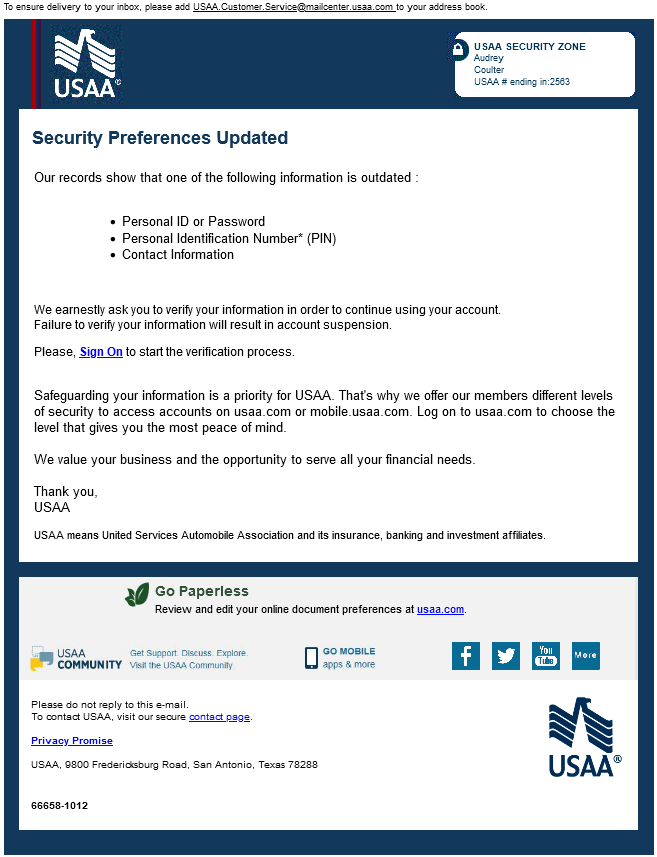 To ensure delivery to your inbox, please add USAA.Customer.Service@mailcenter.usaa.com to your address book.
USAA®
USAA SECURITY ZONE
Audrey
Coulter
USAA # ending in:2563
Security Preferences Updated
Our records show that one of the following information is outdated :
• Personal ID or Password
• Personal Identification Number* (PIN)
• Contact Information
We earnestly ask you to verify your information in order to continue using your account.
Failure to verify your information will result in account suspension.
Please, Sign On to start the verification process.
Safeguarding your information is a priority for USAA. That's why we offer our members different levels
of security to access accounts on usaa.com or mobile.usaa.com. Log on to usaa.com to choose the
level that gives you the most peace of mind.
We value your business and the opportunity to serve all your financial needs.
Thank you,
USAA
USAA means United Services Automobile Association and its insurance, banking and investment affiliates.
Go Paperless
Review and edit your online document preferences at usaa.com.
USAA
COMMUNITY
Get Support. Discuss. Explore.
Visit the USAA Community
GO MOBILE
apps & more
You
Tube
More
Please do not reply to this e-mail.
To contact USAA, visit our secure contact page.
Privacy Promise
USAA, 9800 Fredericksburg Road, San Antonio, Texas 78288
USAA®
66658-1012